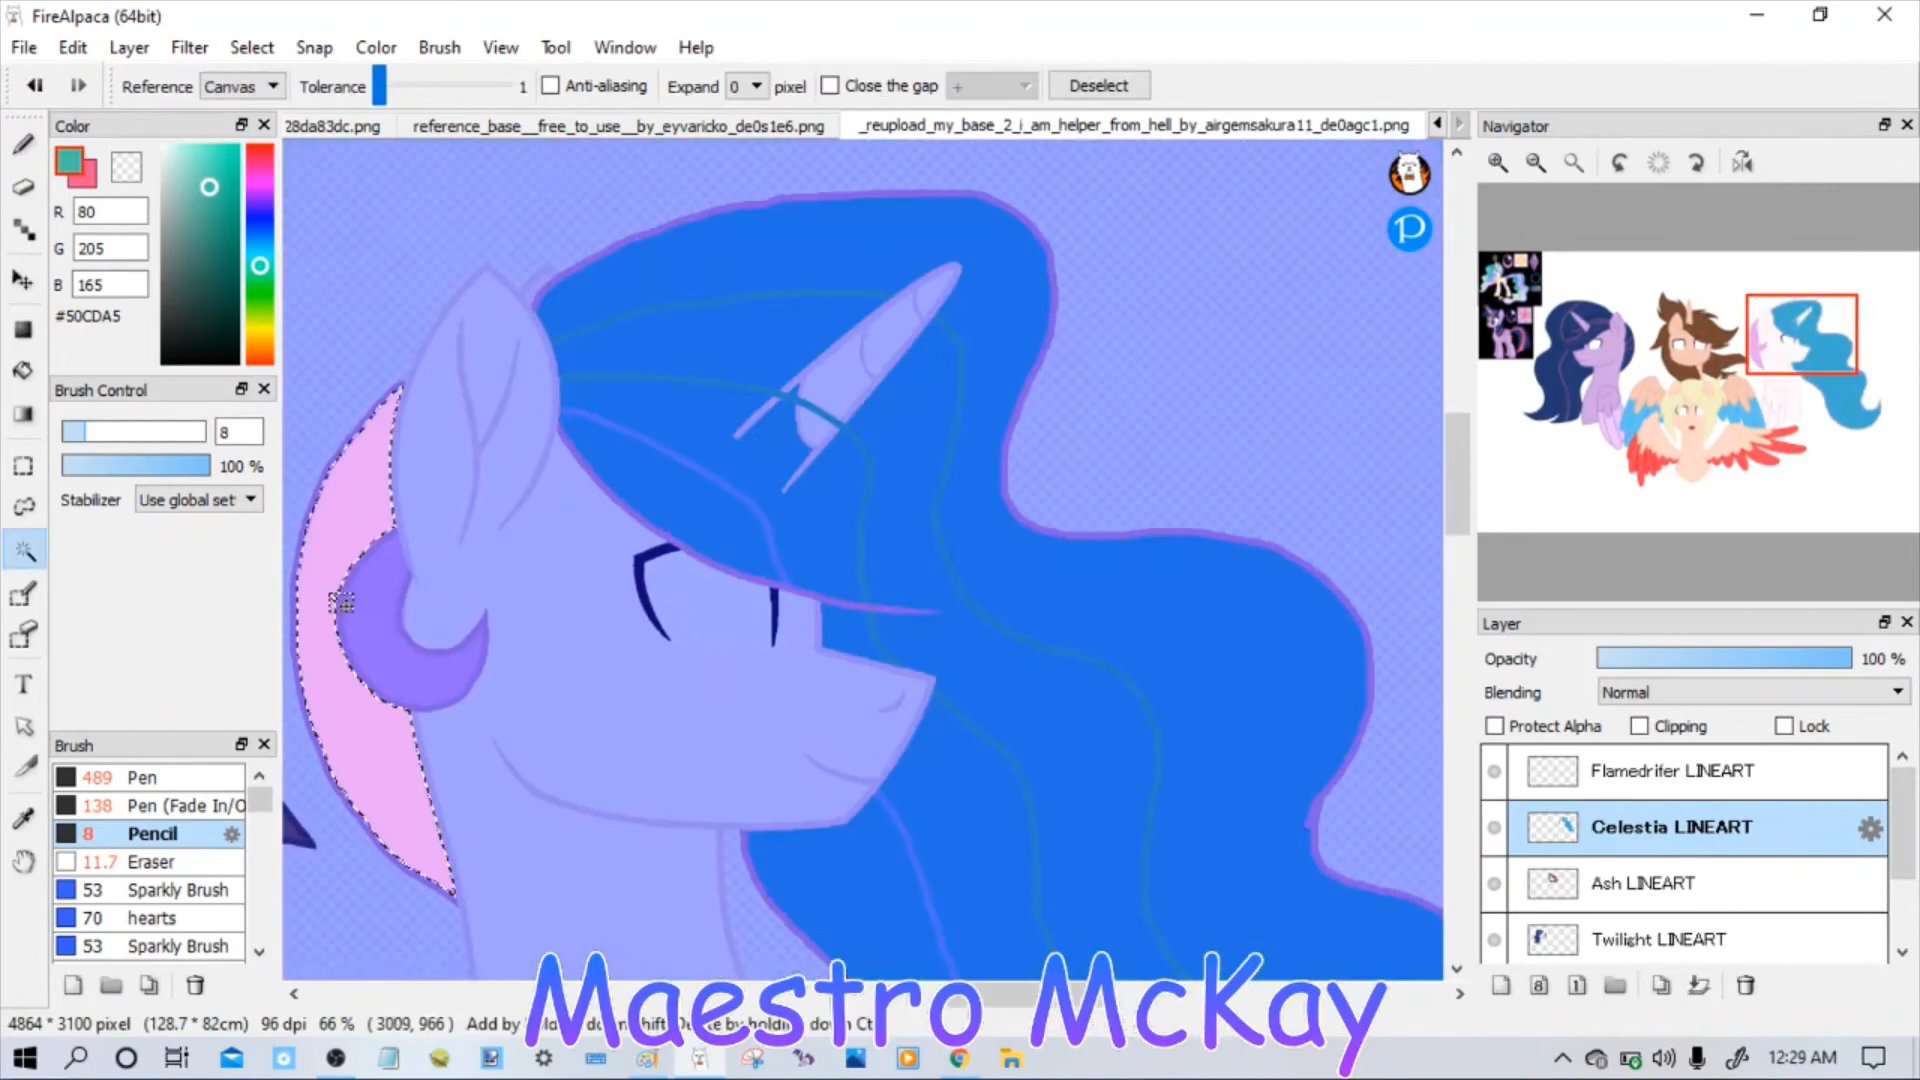 FireAlpaca (64bit)
File Edit Layer Filter Select Snap Color Brush View Tool Window Help
Reference Canvas Tolerance 1 Anti-aliasing Expand 0 pixel Close the gap + Deselect
Color
28da83dc.png reference_base__free_to_use__by_eyvaricko_de0s1e6.png _reupload_my_base_2_i_am_helper_from_hell_by_airgemsakura11_de0agc1.png
Navigator
R 80
G 205
B 165
#50CDA5
P
Brush Control
8
100 %
Stabilizer Use global set
Layer
Opacity 100 %
Blending Normal
Protect Alpha Clipping Lock
Flamedrifer LINEART
Celestia LINEART
Ash LINEART
Twilight LINEART
T
Brush
489 Pen
138 Pen (Fade In/O
8 Pencil
11.7 Eraser
53 Sparkly Brush
70 hearts
53 Sparkly Brush
8 1
Maestro McKay
4864 * 3100 pixel (128.7 * 82cm) 96 dpi 66 % ( 3009, 966 ) Add by
12:29 AM